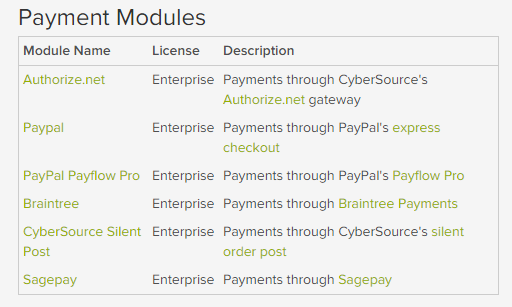 Payment Modules
Module Name License Description
Authorize.net Enterprise Payments through CyberSource's
Authorize.net gateway
Paypal Enterprise Payments through PayPal's express
checkout
PayPal Payflow Pro Enterprise Payments through PayPal's Payflow Pro
Braintree Enterprise Payments through Braintree Payments
CyberSource Silent Enterprise Payments through CyberSource's silent
Post order post
Sagepay Enterprise Payments through Sagepay